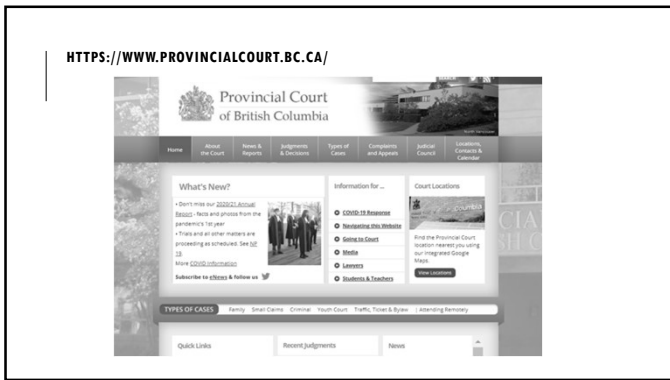 HTTPS://WWW.PROVINCIALCOURT.BC.CA/
Provincial Court
of British Columbia
North Vancouver
Home
About
the Court
News &
Reports
Judgments
& Decisions
Types of
Cases
Complaints
and Appeals
Judicial
Council
Locations,
Contacts &
Calendar
What's New?
• Don't miss our 2020/21 Annual
Report - facts and photos from the
pandemic's 1st year
• Trials and all other matters are
proceeding as scheduled. See NP
19
More COVID information
Subscribe to eNews & follow us
Information for ...
COVID-19 Response
Navigating this Website
Going to Court
Media
Lawyers
Students & Teachers
Court Locations
Find the Provincial Court
location nearest you using
our integrated Google
Maps.
View Locations
TYPES OF CASES Family Small Claims Criminal Youth Court Traffic, Ticket & Bylaw | Attending Remotely
Quick Links
Recent Judgments
News